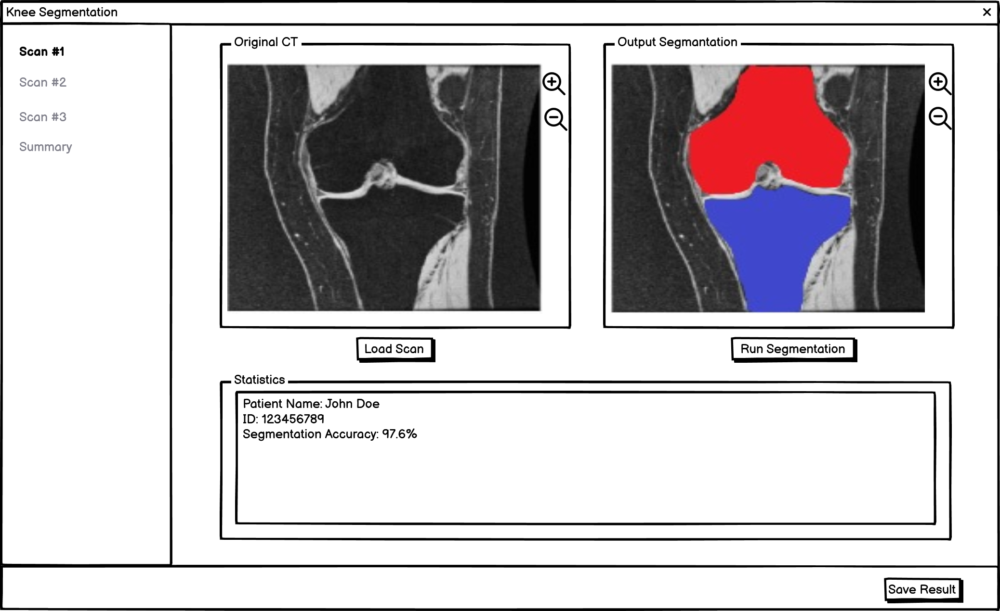 Knee Segmentation
Scan #1
Scan #2
Scan #3
Summary
Original CT
Output Segmantation
Load Scan
Run Segmentation
Statistics
Patient Name: John Doe
ID: 123456789
Segmentation Accuracy: 97.6%
Save Result